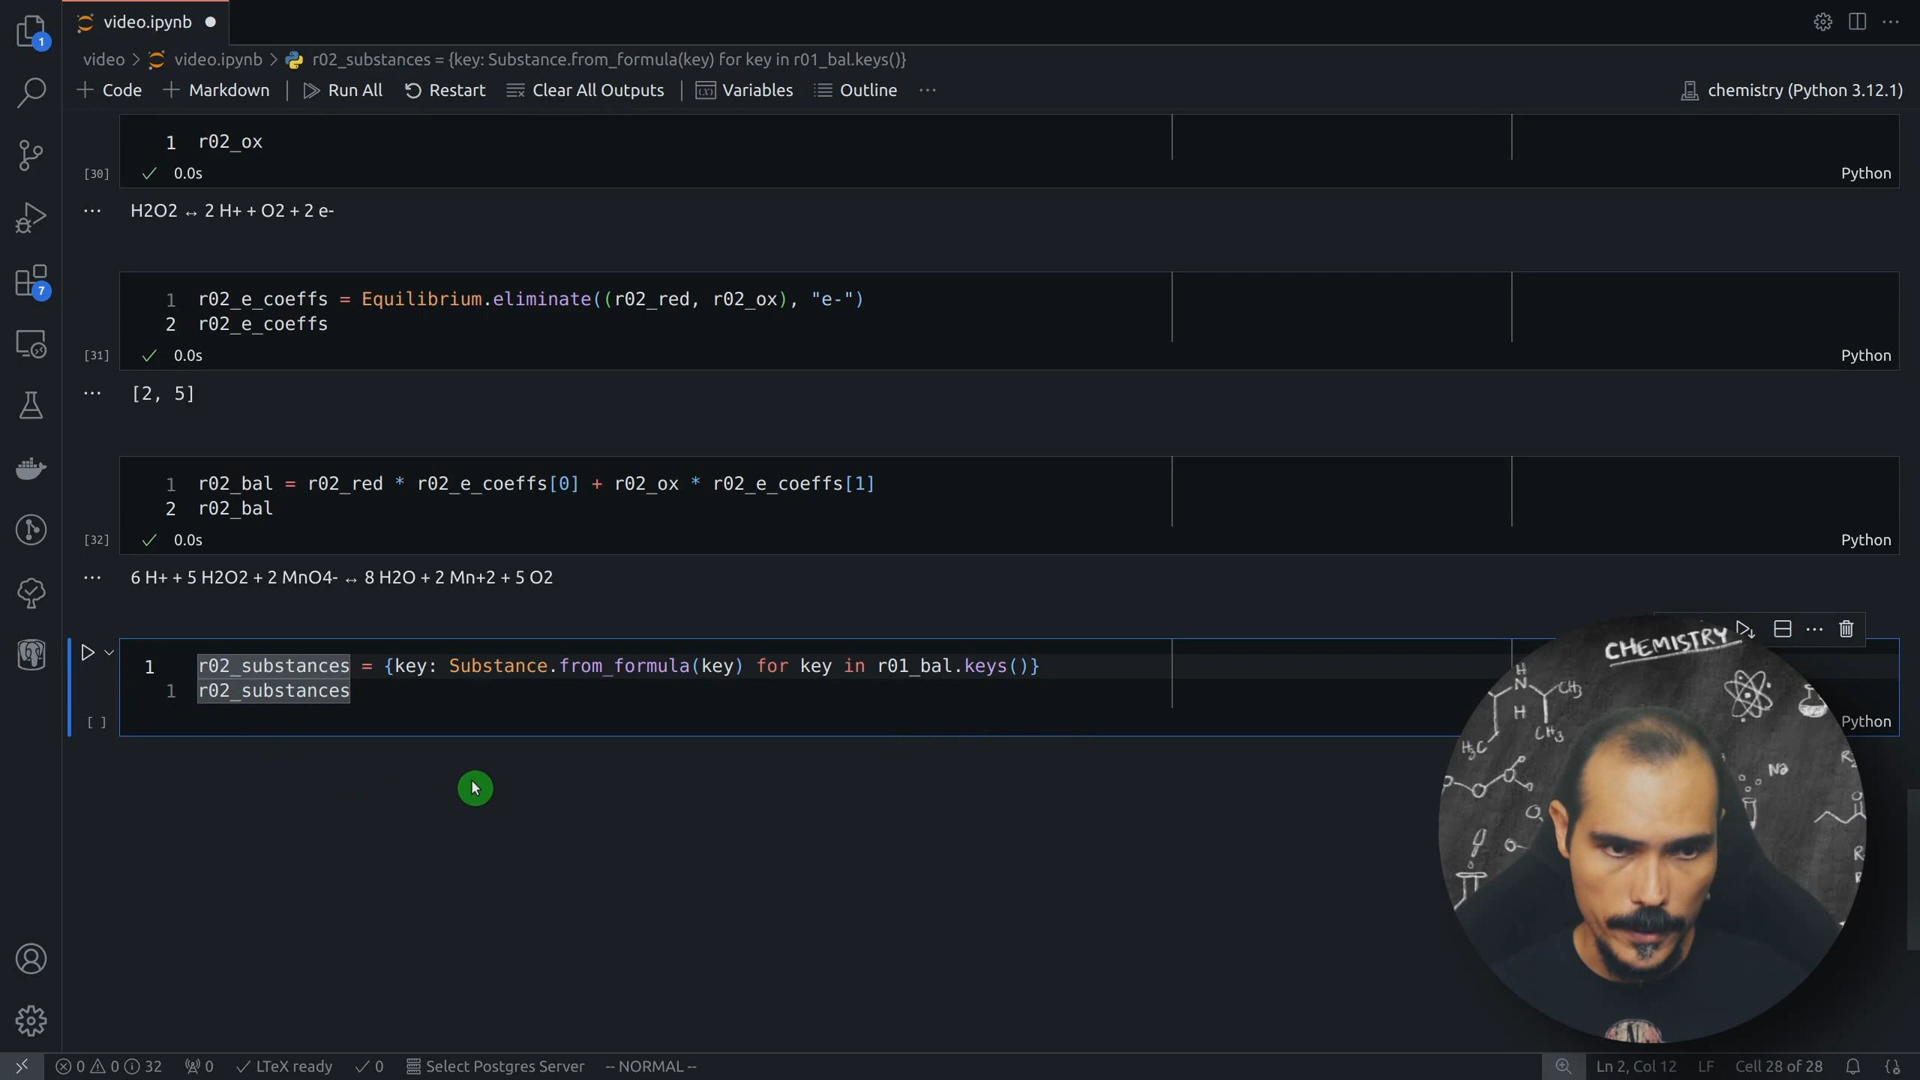 video.ipynb
1
video > video.ipynb > r02_substances = {key: Substance.from_formula(key) for key in r01_bal.keys()}
Code Markdown Run All Restart Clear All Outputs Variables Outline ... chemistry (Python 3.12.1)
1 r02_ox
[30] 0.0s Python
H2O2 ↔ 2 H+ + O2 + 2 e-
7
1 r02_e_coeffs = Equilibrium.eliminate((r02_red, r02_ox), "e-")
2 r02_e_coeffs
[31] 0.0s Python
[2, 5]
1 r02_bal = r02_red * r02_e_coeffs[0] + r02_ox * r02_e_coeffs[1]
2 r02_bal
[32] 0.0s Python
6 H+ + 5 H2O2 + 2 MnO4- ↔ 8 H2O + 2 Mn+2 + 5 O2
1 r02_substances = {key: Substance.from_formula(key) for key in r01_bal.keys()}
1 r02_substances
[ ] Python
CHEMISTRY
H
N
CH3
H
CH3
H3C
Na
O
0 0 32 0 LTeX ready 0 Select Postgres Server -- NORMAL -- Ln 2, Col 12 LF Cell 28 of 28